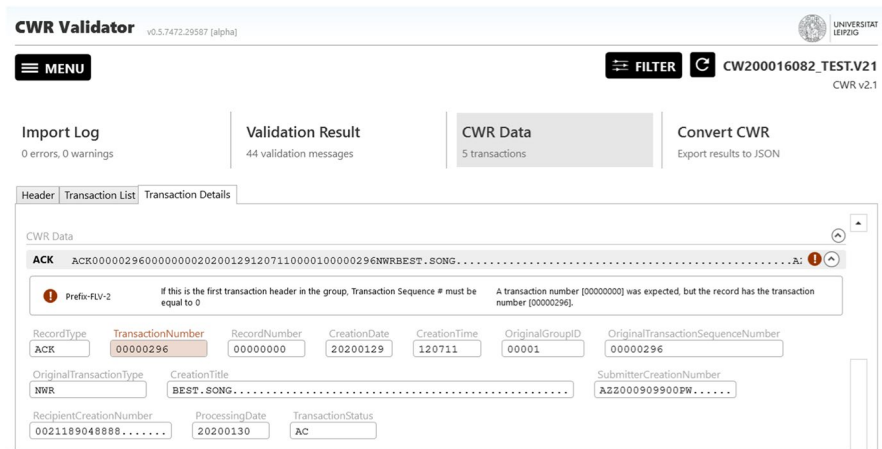 CWR Validator v0.5.7472.29587 [alpha]
UNIVERSITÄT
LEIPZIG
MENU
FILTER
CW200016082_TEST.V21
CWR v2.1
Import Log
0 errors, 0 warnings
Validation Result
44 validation messages
CWR Data
5 transactions
Convert CWR
Export results to JSON
Header Transaction List Transaction Details
CWR Data
ACK ACK0000029600000000202001291207110000100000296NWRBEST.SONG....................................................A
Prefix-FLV-2
If this is the first transaction header in the group, Transaction Sequence # must be
equal to 0
A transaction number [00000000] was expected, but the record has the transaction
number [00000296].
RecordType TransactionNumber RecordNumber CreationDate CreationTime OriginalGroupID OriginalTransactionSequenceNumber
ACK 00000296 00000000 20200129 120711 00001 00000296
OriginalTransactionType CreationTitle SubmitterCreationNumber
NWR BEST.SONG................................................... AZZ000909900PW......
RecipientCreationNumber ProcessingDate TransactionStatus
0021189048888....... 20200130 AC